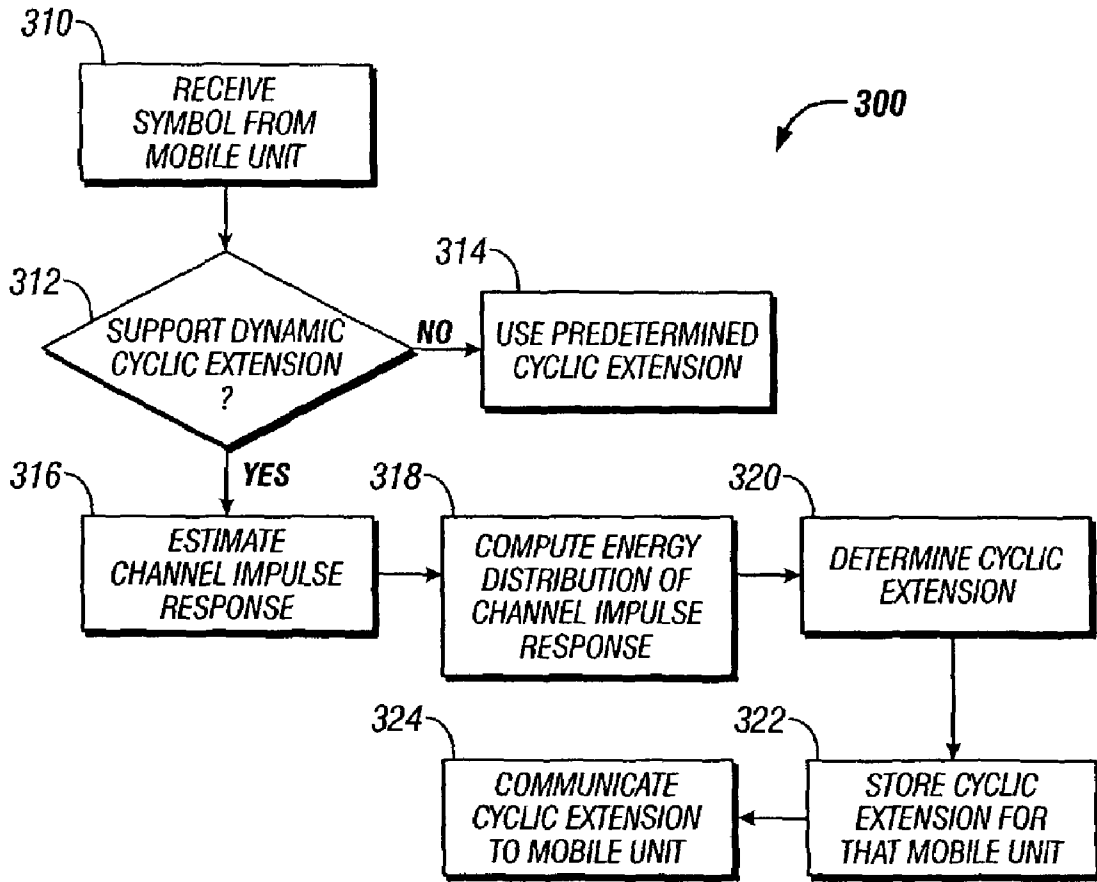 310
RECEIVE
SYMBOL FROM
MOBILE UNIT
300
312
SUPPORT DYNAMIC
CYCLIC EXTENSION
?
NO
314
USE PREDETERMINED
CYCLIC EXTENSION
YES
316
ESTIMATE
CHANNEL IMPULSE
RESPONSE
318
COMPUTE ENERGY
DISTRIBUTION OF
CHANNEL IMPULSE
RESPONSE
320
DETERMINE CYCLIC
EXTENSION
322
STORE CYCLIC
EXTENSION FOR
THAT MOBILE UNIT
324
COMMUNICATE
CYCLIC EXTENSION
TO MOBILE UNIT